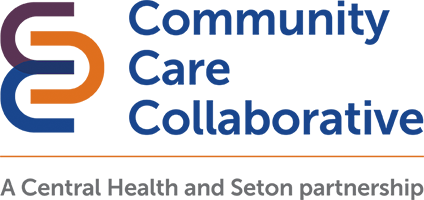 Community
Care
Collaborative
A Central Health and Seton partnership